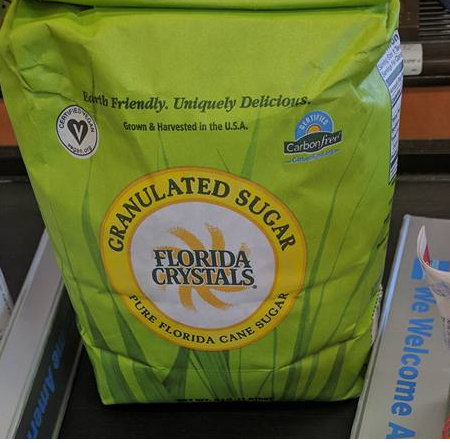 Earth Friendly. Uniquely Delicious.
Grown & Harvested in the U.S.A.
CERTIFIED VEGAN
vegan.org
CERTIFIED
Carbonfree®
GRANULATED SUGAR
FLORIDA
CRYSTALS®
PURE FLORIDA CANE SUGAR
We Welcome A